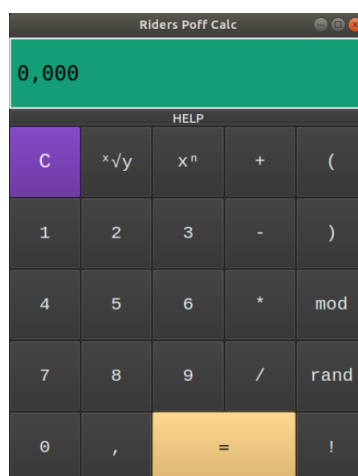 Riders Poff Calc
0,000
HELP
C ˣ√y xⁿ + (
1 2 3 - )
4 5 6 * mod
7 8 9 / rand
0 , = !